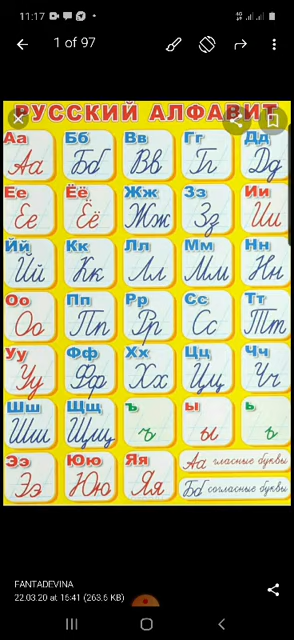 11:17
1 of 97
РУССКИЙ АЛФАВИТ
Аа Бб Вв Гг Дд
Аа Бб Вв Гг Дд
Ее Ёё Жж Зз Ии
Ее Ёё Жж Зз Ии
Йй Кк Лл Мм Нн
Йй Кк Лл Мм Нн
Оо Пп Рр Сс Тт
Оо Пп Рр Сс Тт
Уу Фф Хх Цц Чч
Уу Фф Хх Цц Чч
Шш Щщ ъ ы ь
Шш Щщ ъ ы ь
Ээ Юю Яя
Ээ Юю Яя
Аа гласные буквы
Бб согласные буквы
FANTADEVINA
22.03.20 at 16:41 (263.6 KB)